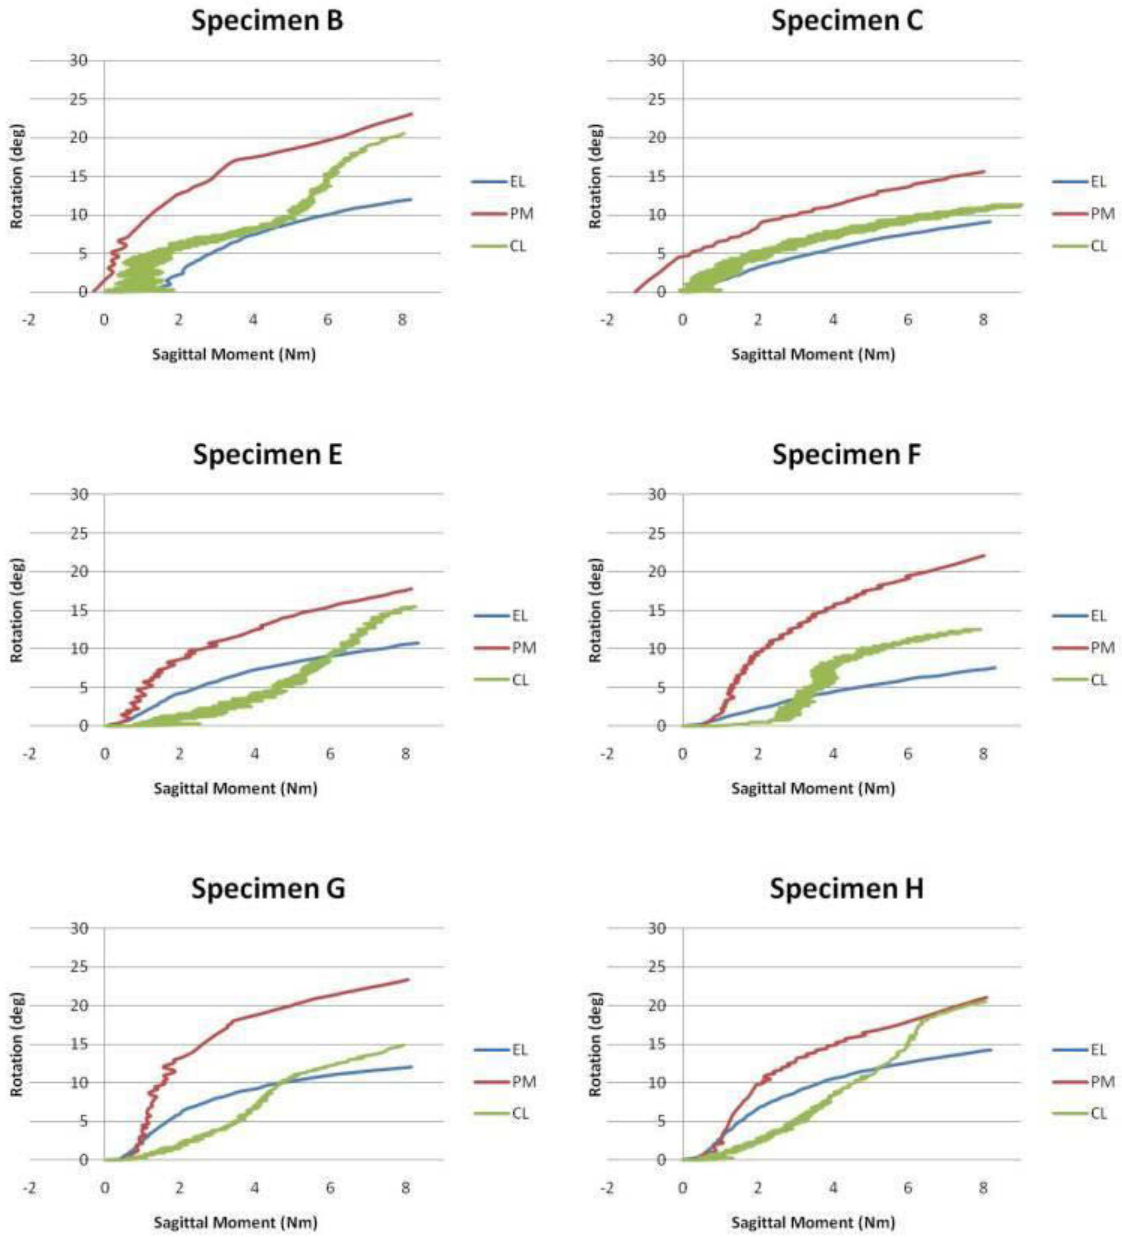 Specimen B
30
25
20
15
10
5
0
-2 0 2 4 6 8
Rotation (deg)
Sagittal Moment (Nm)
EL
PM
CL
Specimen C
30
25
20
15
10
5
0
-2 0 2 4 6 8
Rotation (deg)
Sagittal Moment (Nm)
EL
PM
CL
Specimen E
30
25
20
15
10
5
0
-2 0 2 4 6 8
Rotation (deg)
Sagittal Moment (Nm)
EL
PM
CL
Specimen F
30
25
20
15
10
5
0
-2 0 2 4 6 8
Rotation (deg)
Sagittal Moment (Nm)
EL
PM
CL
Specimen G
30
25
20
15
10
5
0
-2 0 2 4 6 8
Rotation (deg)
Sagittal Moment (Nm)
EL
PM
CL
Specimen H
30
25
20
15
10
5
0
-2 0 2 4 6 8
Rotation (deg)
Sagittal Moment (Nm)
EL
PM
CL